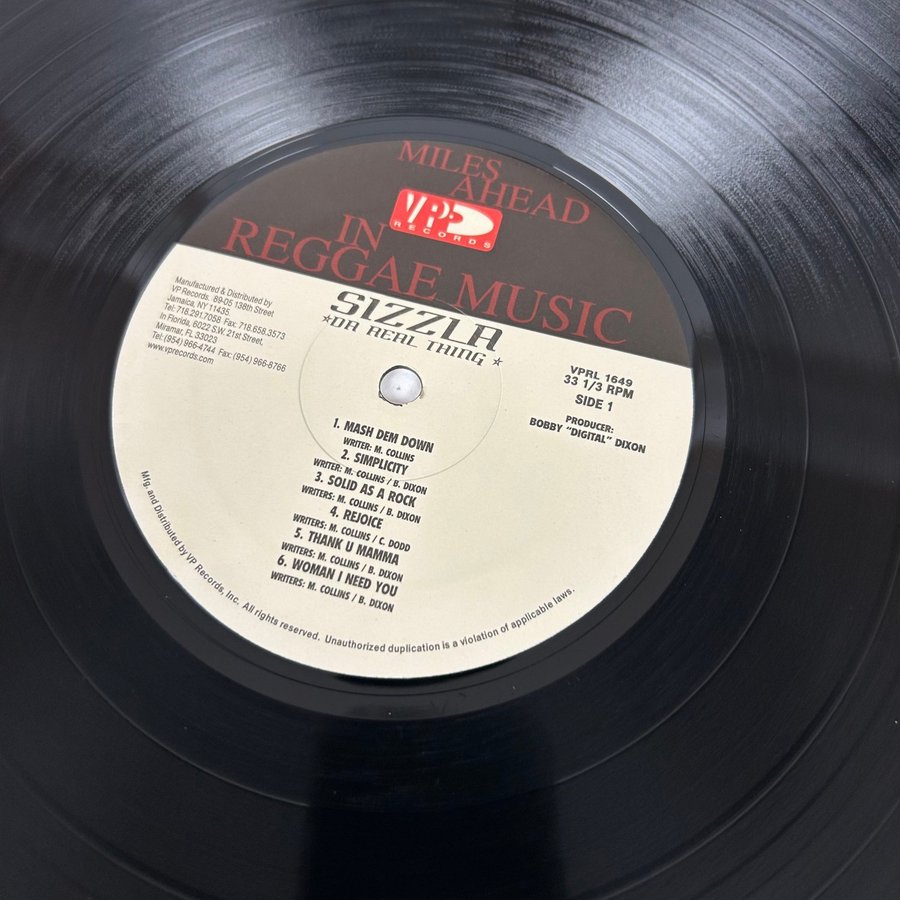 MILES
AHEAD
VP
RECORDS
IN
REGGAE MUSIC
SIZZLA
★DA REAL THING★
Manufactured & Distributed by
VP Records. 89-05 138th Street
Jamaica, NY 11435.
Tel: 718.291.7058 Fax: 718.658.3573
In Florida, 6022 S.W. 21st Street,
Miramar, FL 33023
Tel: (954) 966-4744 Fax: (954) 966-8766
www.vprecords.com
VPRL 1649
33 1/3 RPM
SIDE 1
PRODUCER:
BOBBY "DIGITAL" DIXON
1. MASH DEM DOWN
WRITER: M. COLLINS
2. SIMPLICITY
WRITER: M. COLLINS / B. DIXON
3. SOLID AS A ROCK
WRITERS: M. COLLINS / B. DIXON
4. REJOICE
WRITERS: M. COLLINS / C. DODD
5. THANK U MAMMA
WRITERS: M. COLLINS / B. DIXON
6. WOMAN I NEED YOU
WRITERS: M. COLLINS / B. DIXON
Mfg. and Distributed by VP Records, Inc. All rights reserved. Unauthorized duplication is a violation of applicable laws.